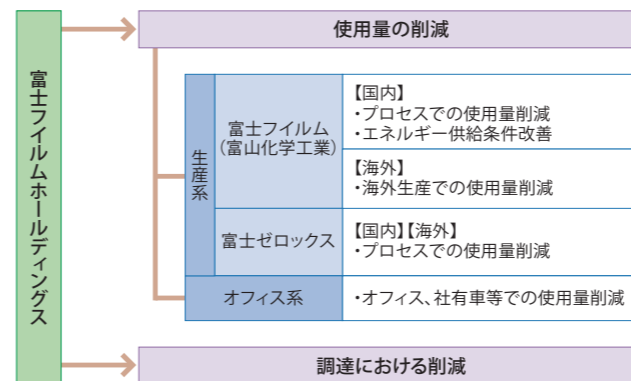 富士フイルムホールディングス
使用量の削減
生産系
富士フイルム
(富山化学工業)
【国内】
・プロセスでの使用量削減
・エネルギー供給条件改善
【海外】
・海外生産での使用量削減
富士ゼロックス
【国内】【海外】
・プロセスでの使用量削減
オフィス系
・オフィス、社有車等での使用量削減
調達における削減